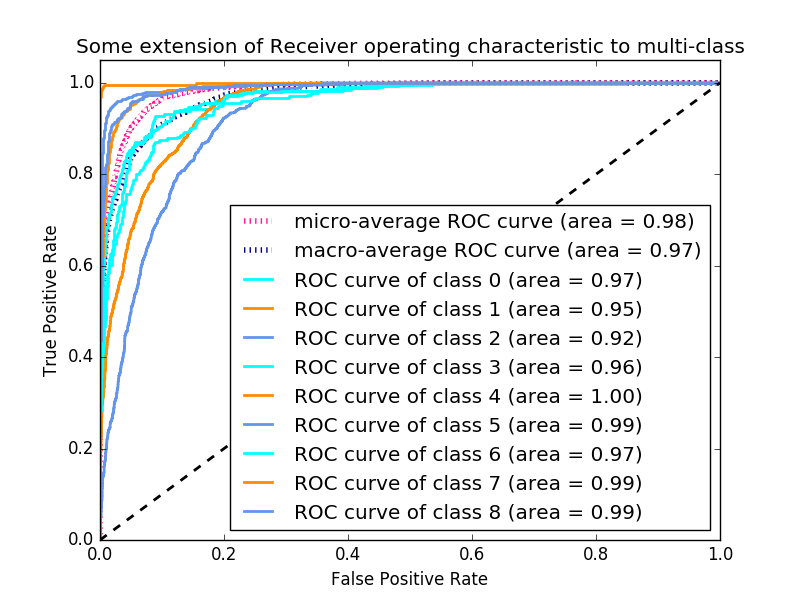 Some extension of Receiver operating characteristic to multi-class
1.0
0.8
0.6
0.4
0.2
0.0
True Positive Rate
micro-average ROC curve (area = 0.98)
macro-average ROC curve (area = 0.97)
ROC curve of class 0 (area = 0.97)
ROC curve of class 1 (area = 0.95)
ROC curve of class 2 (area = 0.92)
ROC curve of class 3 (area = 0.96)
ROC curve of class 4 (area = 1.00)
ROC curve of class 5 (area = 0.99)
ROC curve of class 6 (area = 0.97)
ROC curve of class 7 (area = 0.99)
ROC curve of class 8 (area = 0.99)
0.0 0.2 0.4 0.6 0.8 1.0
False Positive Rate